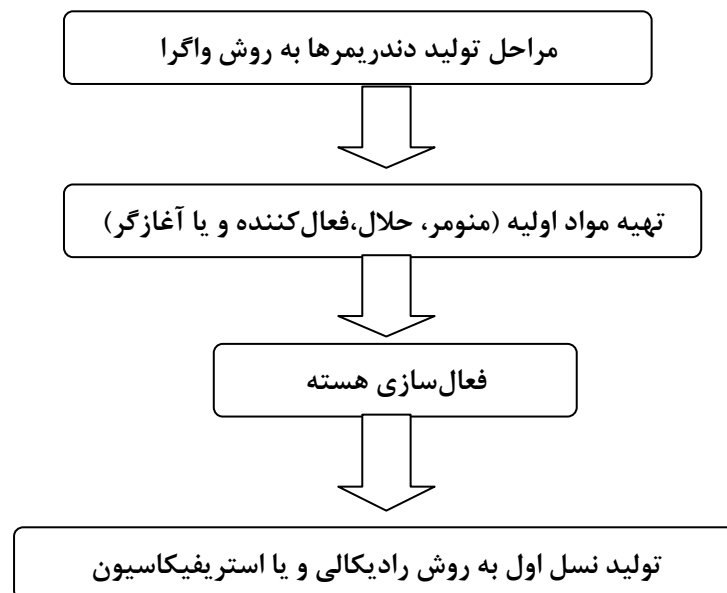 مراحل تولید دندریمرها به روش واگرا
تهیه مواد اولیه (منومر، حلال،فعال‌کننده و یا آغازگر)
فعال‌سازی هسته
تولید نسل اول به روش رادیکالی و یا استریفیکاسیون